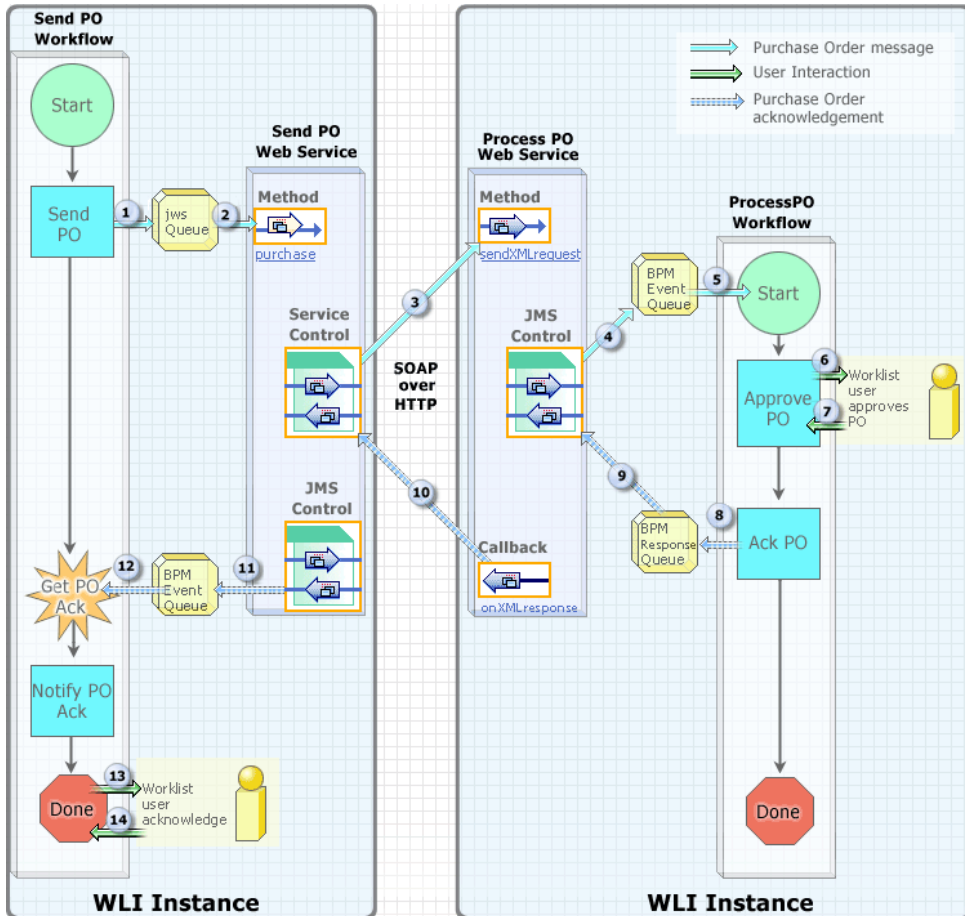 Send PO
Workflow
Start
Send
PO
1
jws
Queue
2
Send PO
Web Service
Method
purchase
Service
Control
3
SOAP
over
HTTP
10
JMS
Control
11
BPM
Event
Queue
12
Get PO
Ack
Notify PO
Ack
Done
13
14
Worklist
user
acknowledge
WLI Instance
Purchase Order message
User Interaction
Purchase Order
acknowledgement
Process PO
Web Service
Method
sendXMLrequest
JMS
Control
4
BPM
Event
Queue
5
ProcessPO
Workflow
Start
Approve
PO
6
7
Worklist
user
approves
PO
Ack PO
8
BPM
Response
Queue
9
Callback
onXMLresponse
Done
WLI Instance